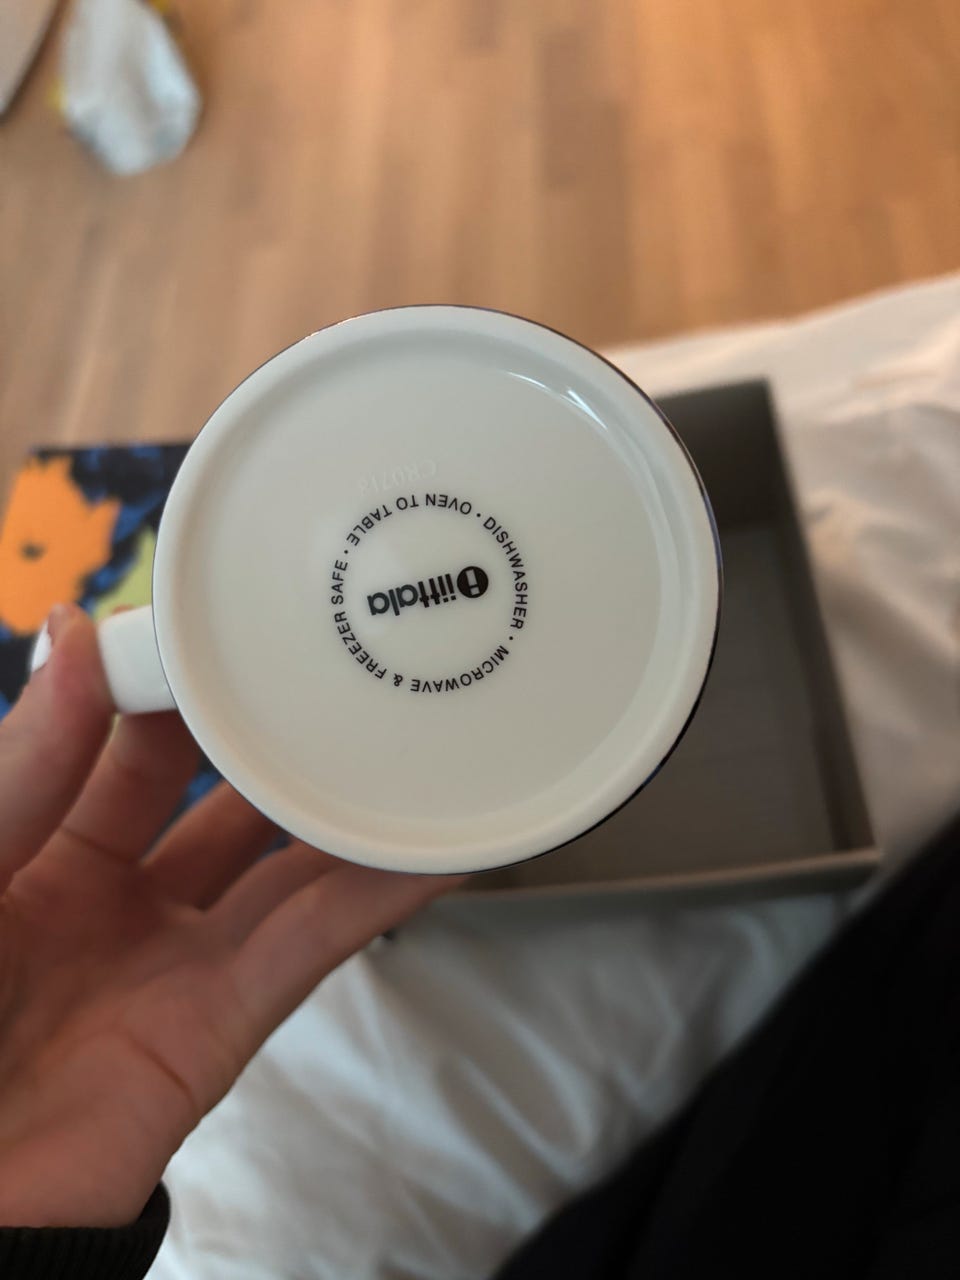 iittala
OVEN TO TABLE • DISHWASHER • MICROWAVE & FREEZER SAFE •